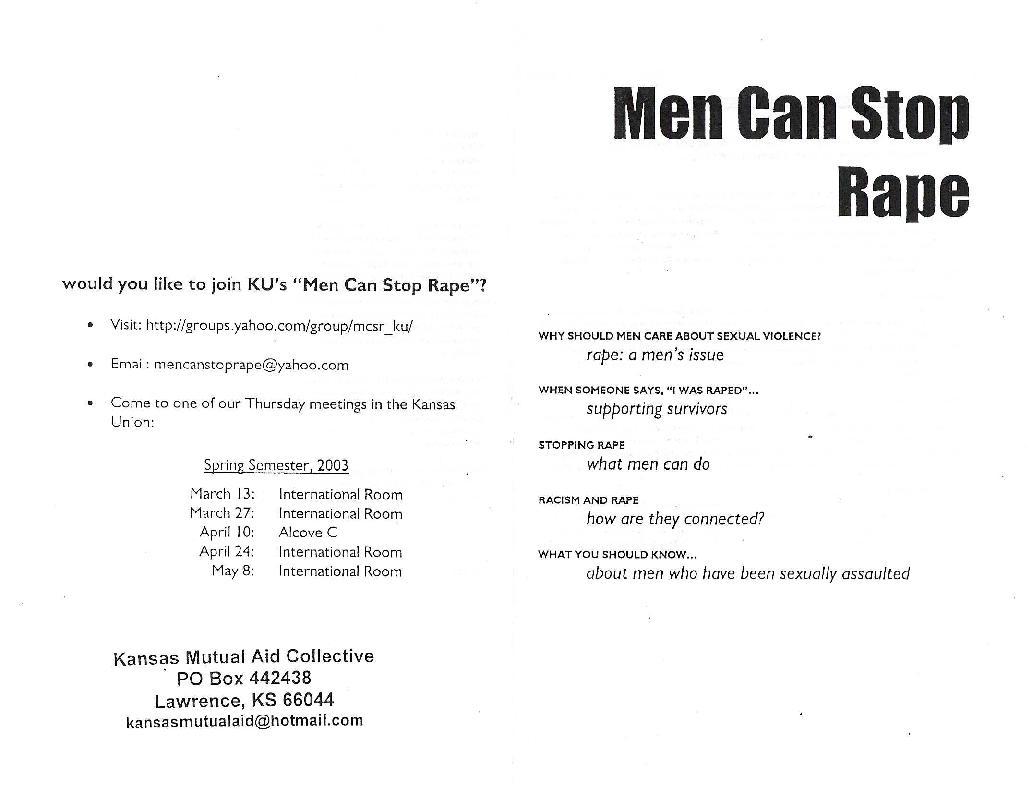 would you like to join KU's "Men Can Stop Rape"?
• Visit: http://groups.yahoo.com/group/mcsr_ku/
• Email: mencanstoprape@yahoo.com
• Come to one of our Thursday meetings in the Kansas
Union:
Spring Semester, 2003
March 13: International Room
March 27: International Room
April 10: Alcove C
April 24: International Room
May 8: International Room
Kansas Mutual Aid Collective
PO Box 442438
Lawrence, KS 66044
kansasmutualaid@hotmail.com
Men Can Stop
Rape
WHY SHOULD MEN CARE ABOUT SEXUAL VIOLENCE?
rape: a men's issue
WHEN SOMEONE SAYS, "I WAS RAPED"...
supporting survivors
STOPPING RAPE
what men can do
RACISM AND RAPE
how are they connected?
WHAT YOU SHOULD KNOW...
about men who have been sexually assaulted